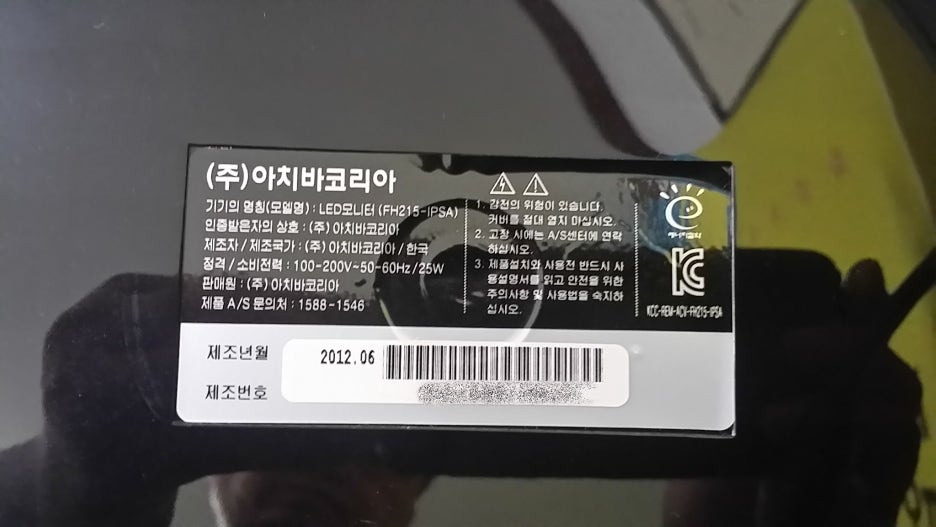 (주)아치바코리아
기기의 명칭(모델명) : LED모니터 (FH215-IPSA)
인증받은자의 상호 : (주) 아치바코리아
제조자 / 제조국가 : (주) 아치바코리아 / 한국
정격 / 소비전력 : 100-200V~50-60Hz/25W
판매원 : (주) 아치바코리아
제품 A/S 문의처 : 1588-1546
1. 감전의 위험이 있습니다.
커버를 절대 열지 마십시오.
2. 고장 시에는 A/S센터에 연락
하십시오.
3. 제품설치와 사용전 반드시 사
용설명서를 읽고 안전을 위한
주의사항 및 사용법을 숙지하
십시오.
KCC-REM-ACV-FH215-IPSA
제조년월 2012.06
제조번호